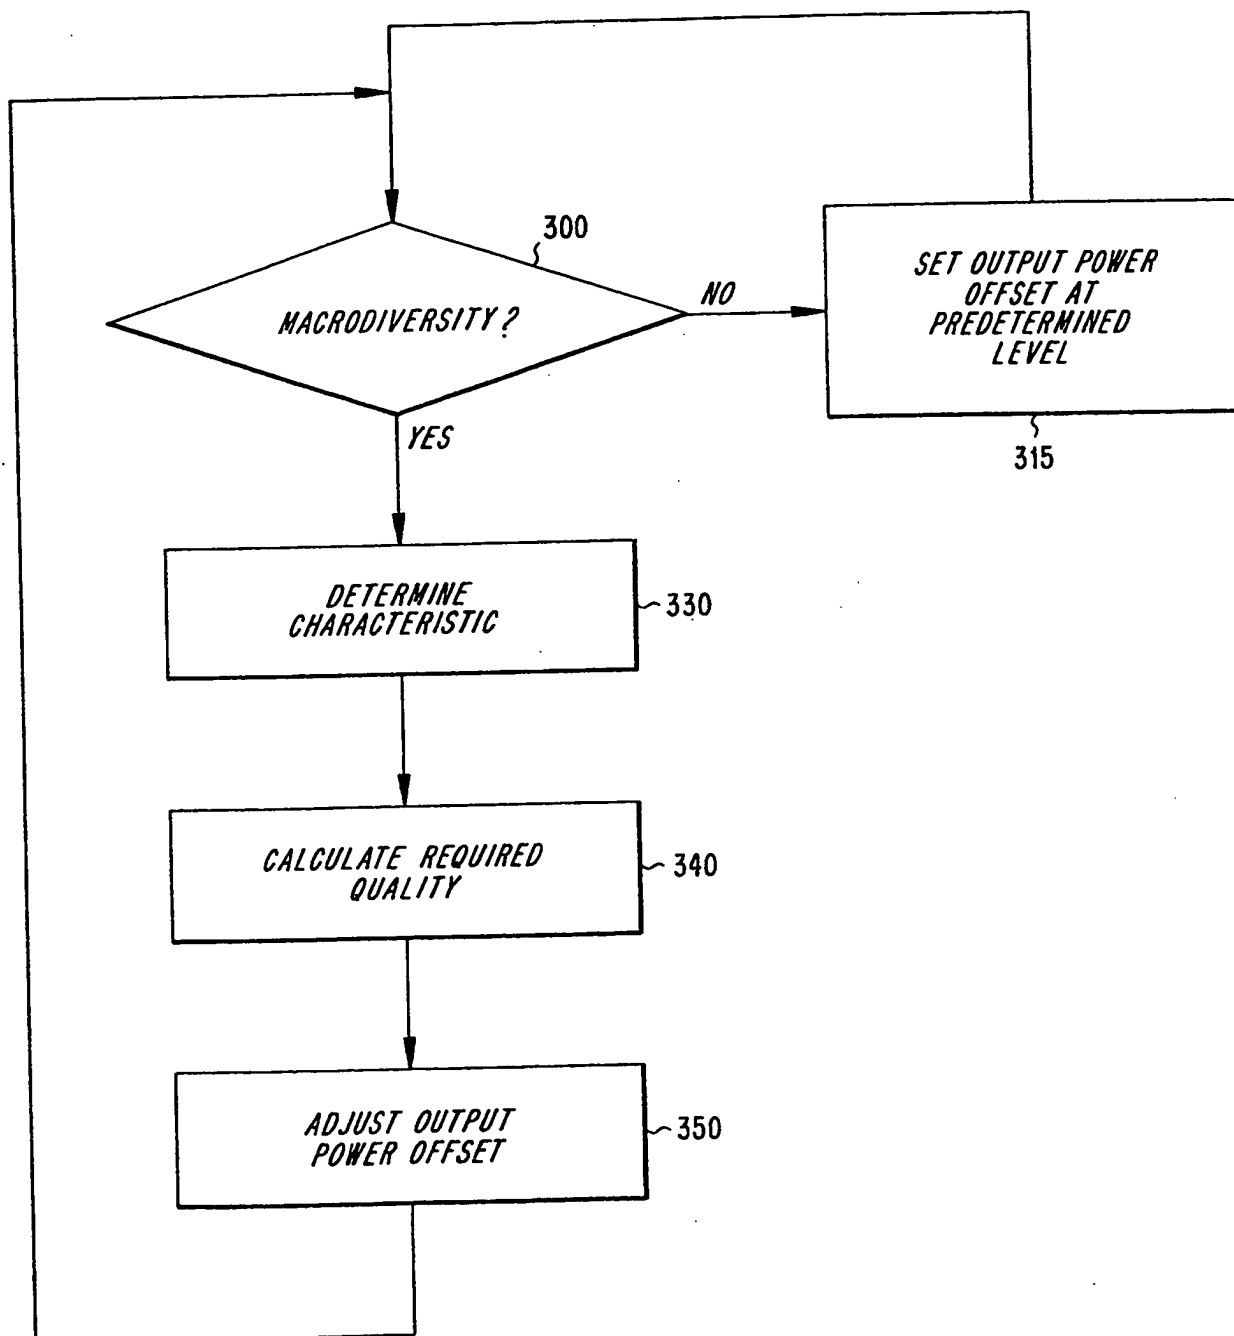 300
MACRODIVERSITY?
NO
SET OUTPUT POWER
OFFSET AT
PREDETERMINED
LEVEL
315
YES
DETERMINE
CHARACTERISTIC
330
CALCULATE REQUIRED
QUALITY
340
ADJUST OUTPUT
POWER OFFSET
350